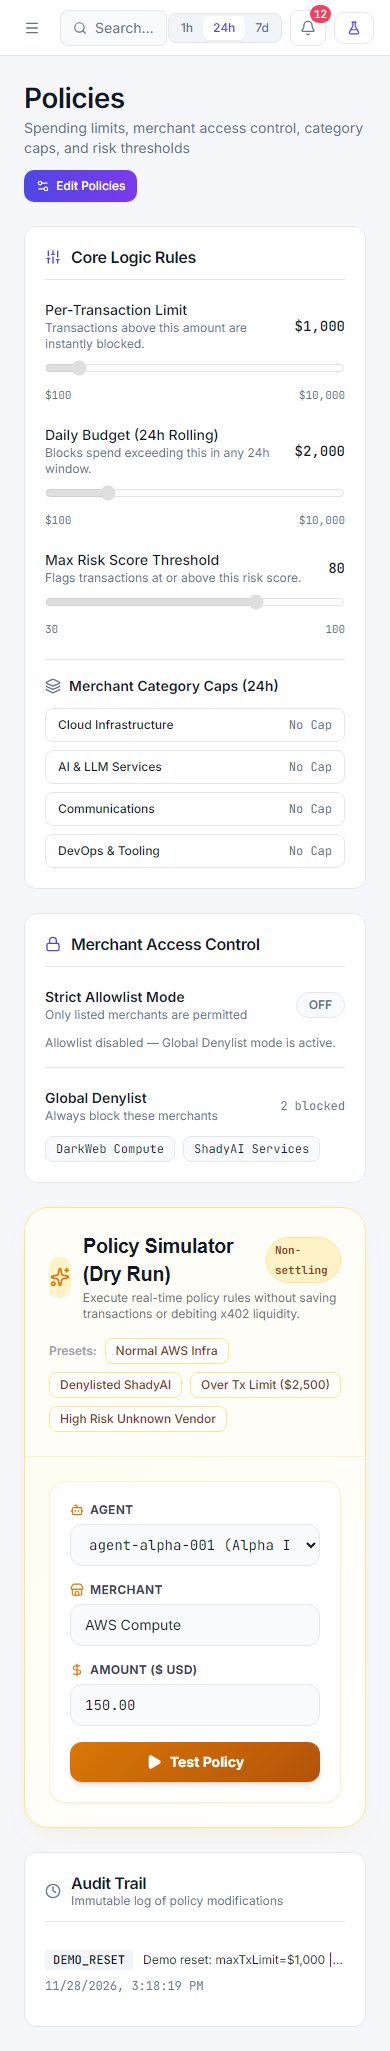 Search...
1h
24h
7d
12
Policies
Spending limits, merchant access control, category
caps, and risk thresholds
Edit Policies
Core Logic Rules
Per-Transaction Limit
Transactions above this amount are
instantly blocked.
$1,000
$100
$10,000
Daily Budget (24h Rolling)
Blocks spend exceeding this in any 24h
window.
$2,000
$100
$10,000
Max Risk Score Threshold
Flags transactions at or above this risk score.
80
30
100
Merchant Category Caps (24h)
Cloud Infrastructure
No Cap
AI & LLM Services
No Cap
Communications
No Cap
DevOps & Tooling
No Cap
Merchant Access Control
Strict Allowlist Mode
Only listed merchants are permitted
OFF
Allowlist disabled — Global Denylist mode is active.
Global Denylist
Always block these merchants
2 blocked
DarkWeb Compute
ShadyAI Services
Policy Simulator
(Dry Run)
Non-
settling
Execute real-time policy rules without saving
transactions or debiting x402 liquidity.
Presets:
Normal AWS Infra
Denylisted ShadyAI
Over Tx Limit ($2,500)
High Risk Unknown Vendor
AGENT
agent-alpha-001 (Alpha I
MERCHANT
AWS Compute
AMOUNT ($ USD)
150.00
Test Policy
Audit Trail
Immutable log of policy modifications
DEMO_RESET
Demo reset: maxTxLimit=$1,000 |...
11/28/2026, 3:18:19 PM